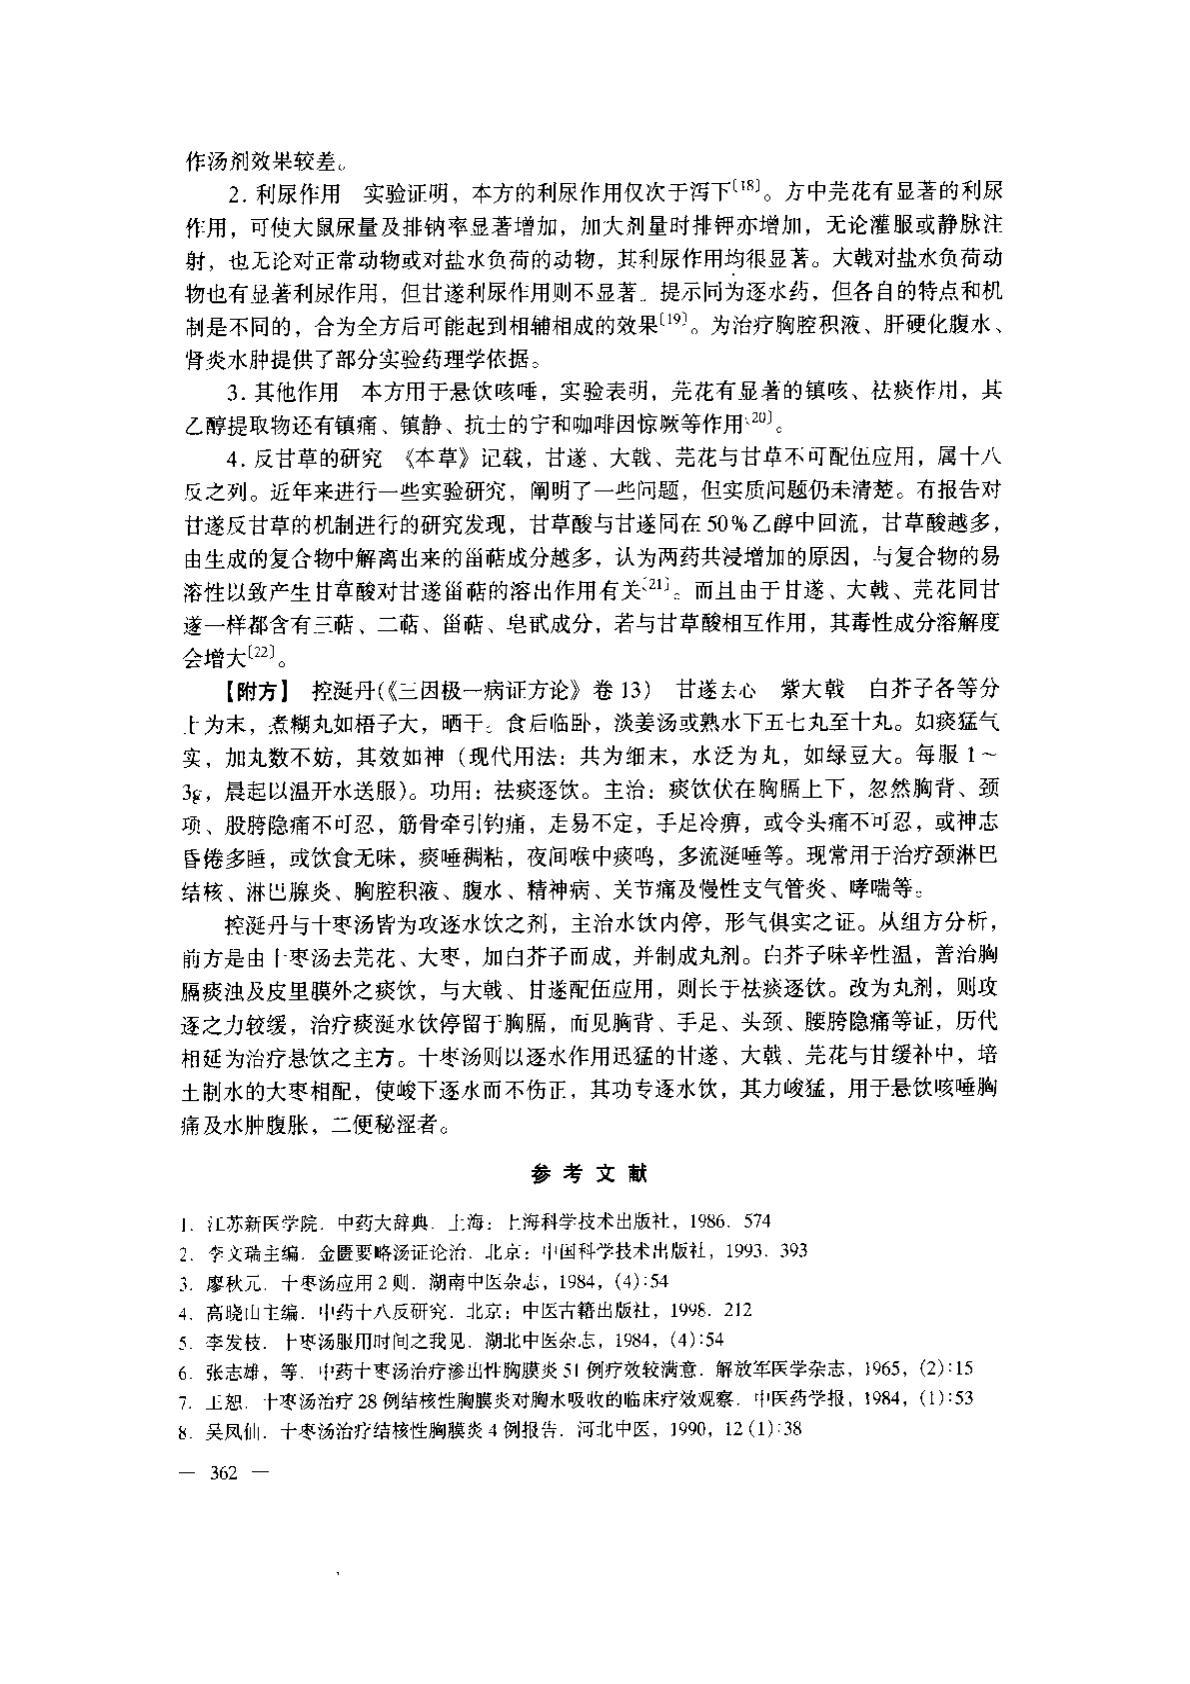 作汤剂效果较差。
2. 利尿作用　实验证明，本方的利尿作用仅次于泻下〔18〕。方中芫花有显著的利尿
作用，可使大鼠尿量及排钠率显著增加，加大剂量时排钾亦增加，无论灌服或静脉注
射，也无论对正常动物或对盐水负荷的动物，其利尿作用均很显著。大戟对盐水负荷动
物也有显著利尿作用，但甘遂利尿作用则不显著。提示同为逐水药，但各自的特点和机
制是不同的，合为全方后可能起到相辅相成的效果〔19〕。为治疗胸腔积液、肝硬化腹水、
肾炎水肿提供了部分实验药理学依据。
3. 其他作用　本方用于悬饮咳唾，实验表明，芫花有显著的镇咳、祛痰作用，其
乙醇提取物还有镇痛、镇静、抗士的宁和咖啡因惊厥等作用〔20〕。
4. 反甘草的研究　《本草》记载，甘遂、大戟、芫花与甘草不可配伍应用，属十八
反之列。近年来进行一些实验研究，阐明了一些问题，但实质问题仍未清楚。有报告对
甘遂反甘草的机制进行的研究发现，甘草酸与甘遂同在 50%乙醇中回流，甘草酸越多，
由生成的复合物中解离出来的甾萜成分越多，认为两药共浸增加的原因，与复合物的易
溶性以致产生甘草酸对甘遂甾萜的溶出作用有关〔21〕。而且由于甘遂、大戟、芫花同甘
遂一样都含有三萜、二萜、甾萜、皂甙成分，若与甘草酸相互作用，其毒性成分溶解度
会增大〔22〕。
【附方】　控涎丹(《三因极一病证方论》卷 13)　甘遂去心　紫大戟　白芥子各等分
上为末，煮糊丸如梧子大，晒干。食后临卧，淡姜汤或熟水下五七丸至十丸。如痰猛气
实，加丸数不妨，其效如神（现代用法：共为细末，水泛为丸，如绿豆大。每服 1～
3g，晨起以温开水送服）。功用：祛痰逐饮。主治：痰饮伏在胸膈上下，忽然胸背、颈
项、股胯隐痛不可忍，筋骨牵引钓痛，走易不定，手足冷痹，或令头痛不可忍，或神志
昏倦多睡，或饮食无味，痰唾稠粘，夜间喉中痰鸣，多流涎唾等。现常用于治疗颈淋巴
结核、淋巴腺炎、胸腔积液、腹水、精神病、关节痛及慢性支气管炎、哮喘等。
控涎丹与十枣汤皆为攻逐水饮之剂，主治水饮内停，形气俱实之证。从组方分析，
前方是由十枣汤去芫花、大枣，加白芥子而成，并制成丸剂。白芥子味辛性温，善治胸
膈痰浊及皮里膜外之痰饮，与大戟、甘遂配伍应用，则长于祛痰逐饮。改为丸剂，则攻
逐之力较缓，治疗痰涎水饮停留于胸膈，而见胸背、手足、头颈、腰胯隐痛等证，历代
相延为治疗悬饮之主方。十枣汤则以逐水作用迅猛的甘遂、大戟、芫花与甘缓补中，培
土制水的大枣相配，使峻下逐水而不伤正，其功专逐水饮，其力峻猛，用于悬饮咳唾胸
痛及水肿腹胀，二便秘涩者。
参 考 文 献
1. 江苏新医学院. 中药大辞典. 上海：上海科学技术出版社，1986. 574
2. 李文瑞主编. 金匮要略汤证论治. 北京：中国科学技术出版社，1993. 393
3. 廖秋元. 十枣汤应用 2 则. 湖南中医杂志，1984，(4):54
4. 高晓山主编. 中药十八反研究. 北京：中医古籍出版社，1998. 212
5. 李发枝. 十枣汤服用时间之我见. 湖北中医杂志，1984，(4):54
6. 张志雄，等. 中药十枣汤治疗渗出性胸膜炎 51 例疗效较满意. 解放军医学杂志，1965，(2):15
7. 王恕. 十枣汤治疗 28 例结核性胸膜炎对胸水吸收的临床疗效观察. 中医药学报，1984，(1):53
8. 吴凤仙. 十枣汤治疗结核性胸膜炎 4 例报告. 河北中医，1990，12 (1):38
— 362 —